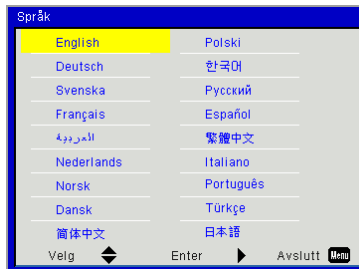 Språk
English Polski
Deutsch 한국어
Svenska Русский
Français Español
العربية 繁體中文
Nederlands Italiano
Norsk Português
Dansk Türkçe
简体中文 日本語
Velg Enter Avslutt Menu